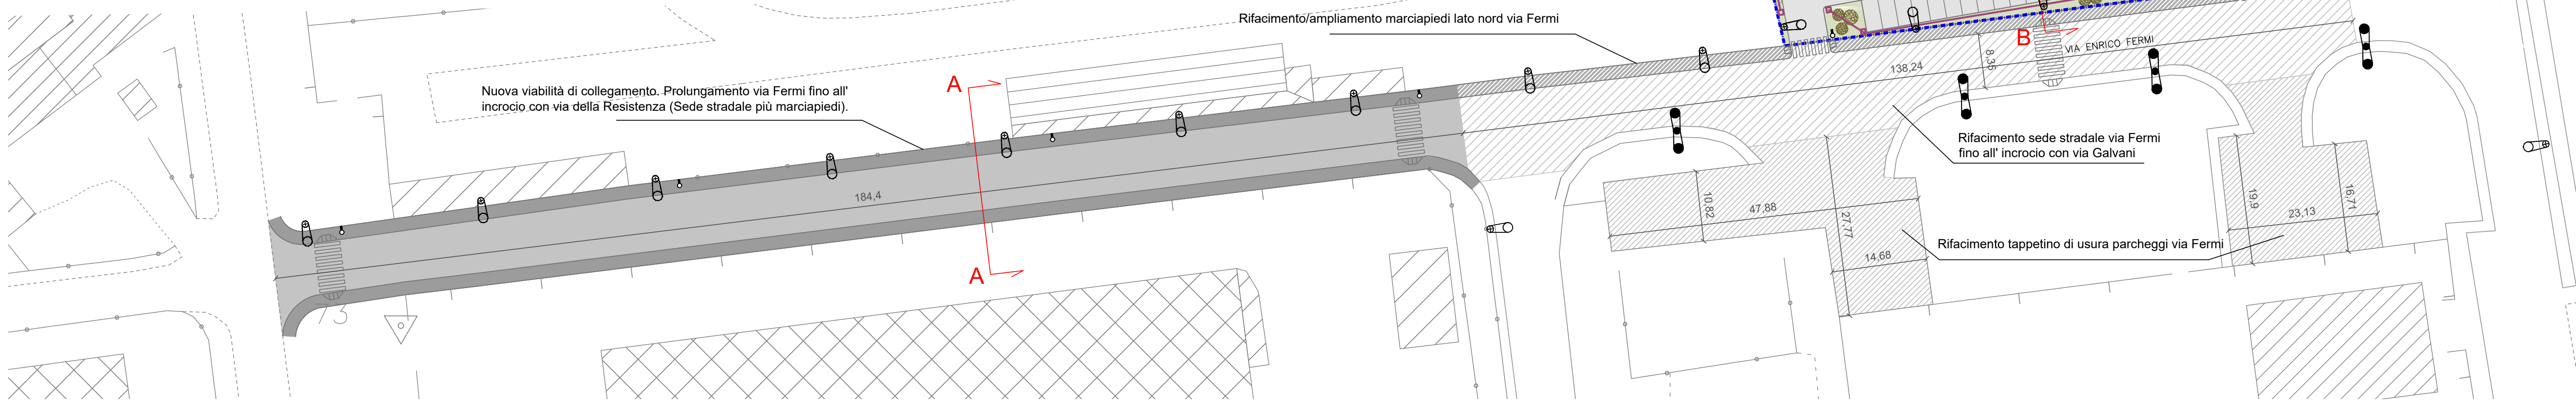 Rifacimento/ampliamento marciapiedi lato nord via Fermi
B
VIA ENRICO FERMI
8,35
138,24
A
Nuova viabilità di collegamento. Prolungamento via Fermi fino all'
incrocio con via della Resistenza (Sede stradale più marciapiedi).
Rifacimento sede stradale via Fermi
fino all' incrocio con via Galvani
184,4
10,82
47,88
27,77
14,68
19,9
16,71
23,13
Rifacimento tappetino di usura parcheggi via Fermi
A
73